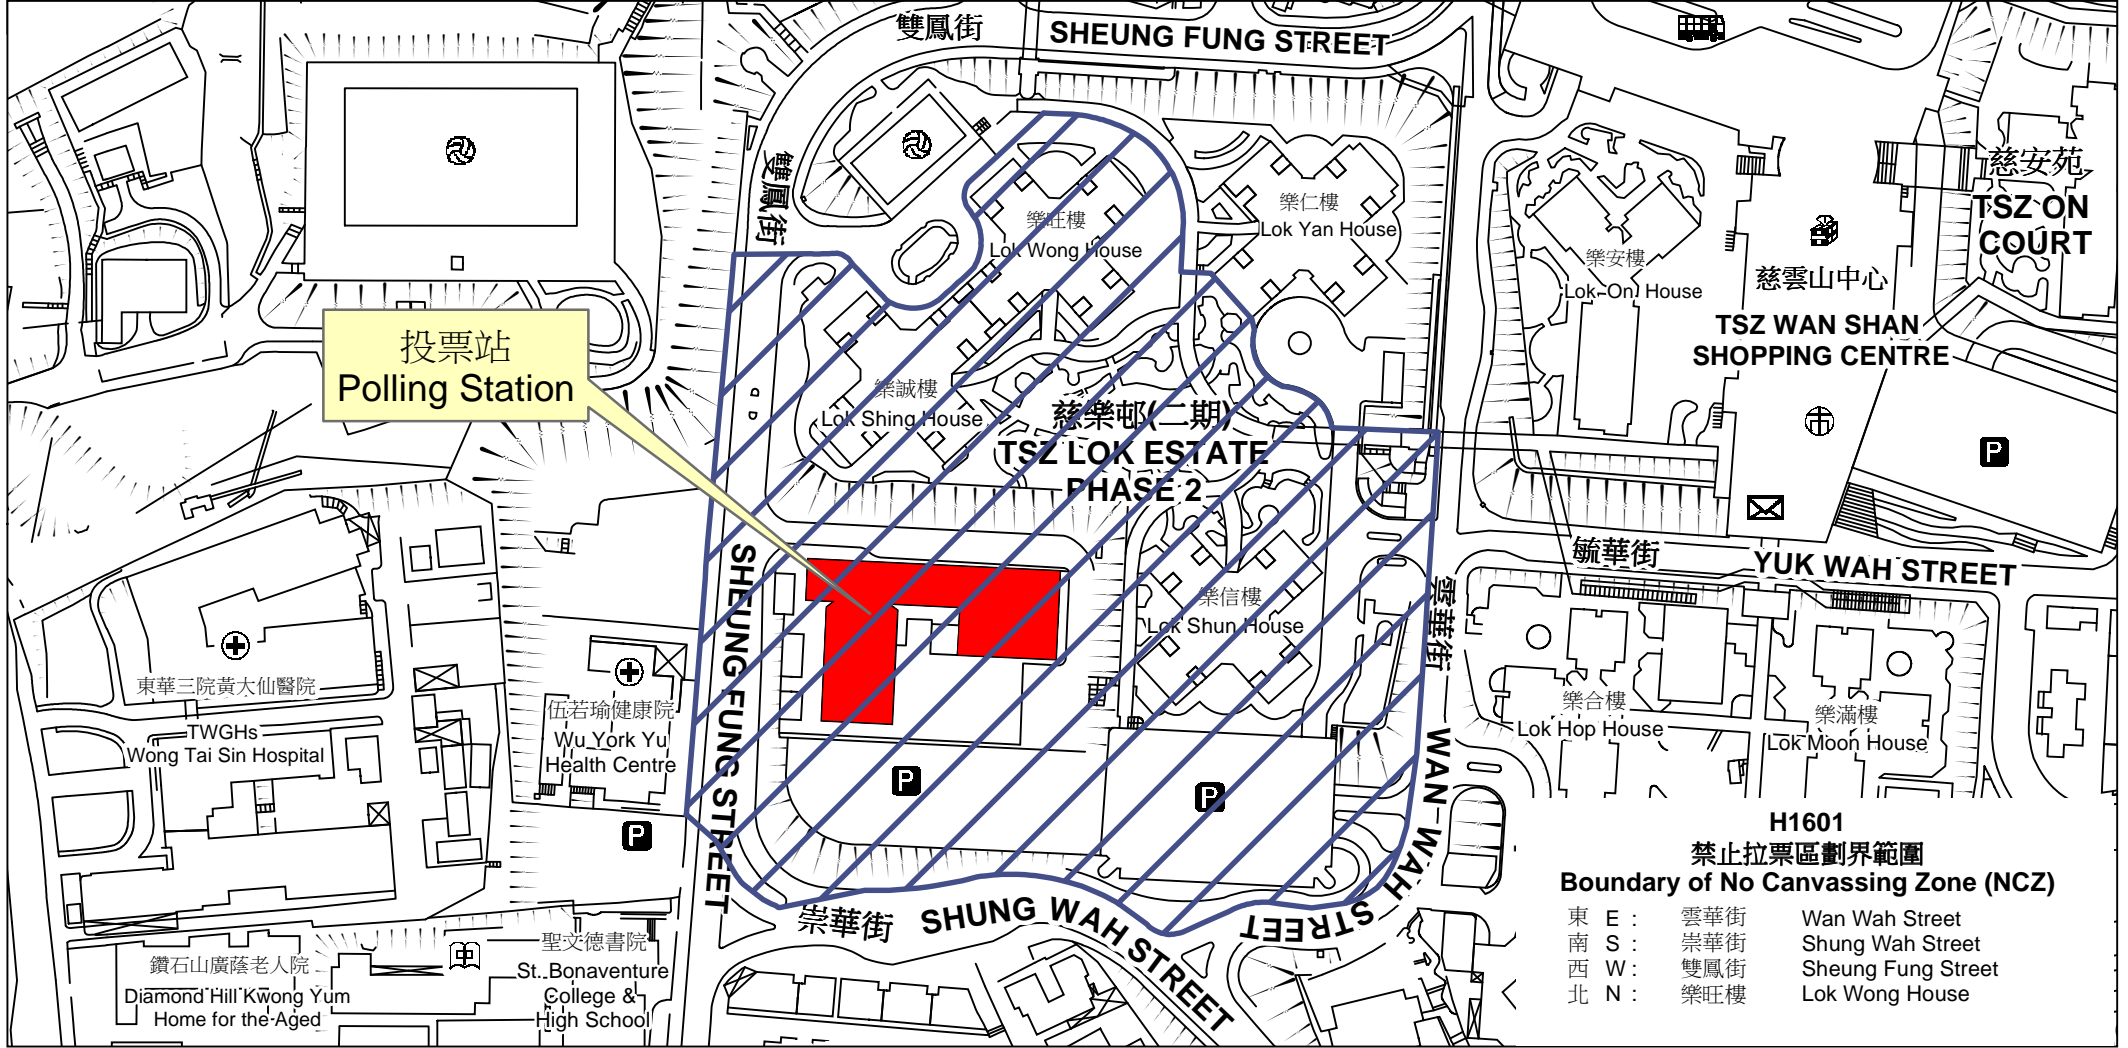 雙鳳街
SHEUNG FUNG STREET
雙鳳街
樂旺樓
Lok Wong House
樂仁樓
Lok Yan House
樂安樓
Lok On House
慈安苑
TSZ ON
COURT
慈雲山中心
TSZ WAN SHAN
SHOPPING CENTRE
投票站
Polling Station
樂誠樓
Lok Shing House
慈樂邨(二期)
TSZ LOK ESTATE
PHASE 2
P
毓華街
YUK WAH STREET
SHEUNG FUNG STREET
樂信樓
Lok Shun House
雲華街
WAN WAH STREET
東華三院黃大仙醫院
TWGHs
Wong Tai Sin Hospital
伍若瑜健康院
Wu York Yu
Health Centre
P
P
P
樂合樓
Lok Hop House
樂滿樓
Lok Moon House
崇華街
SHUNG WAH STREET
鑽石山廣蔭老人院
Diamond Hill Kwong Yum
Home for the Aged
聖文德書院
St. Bonaventure
College &
High School
H1601
禁止拉票區劃界範圍
Boundary of No Canvassing Zone (NCZ)
東 E : 雲華街 Wan Wah Street
南 S : 崇華街 Shung Wah Street
西 W : 雙鳳街 Sheung Fung Street
北 N : 樂旺樓 Lok Wong House